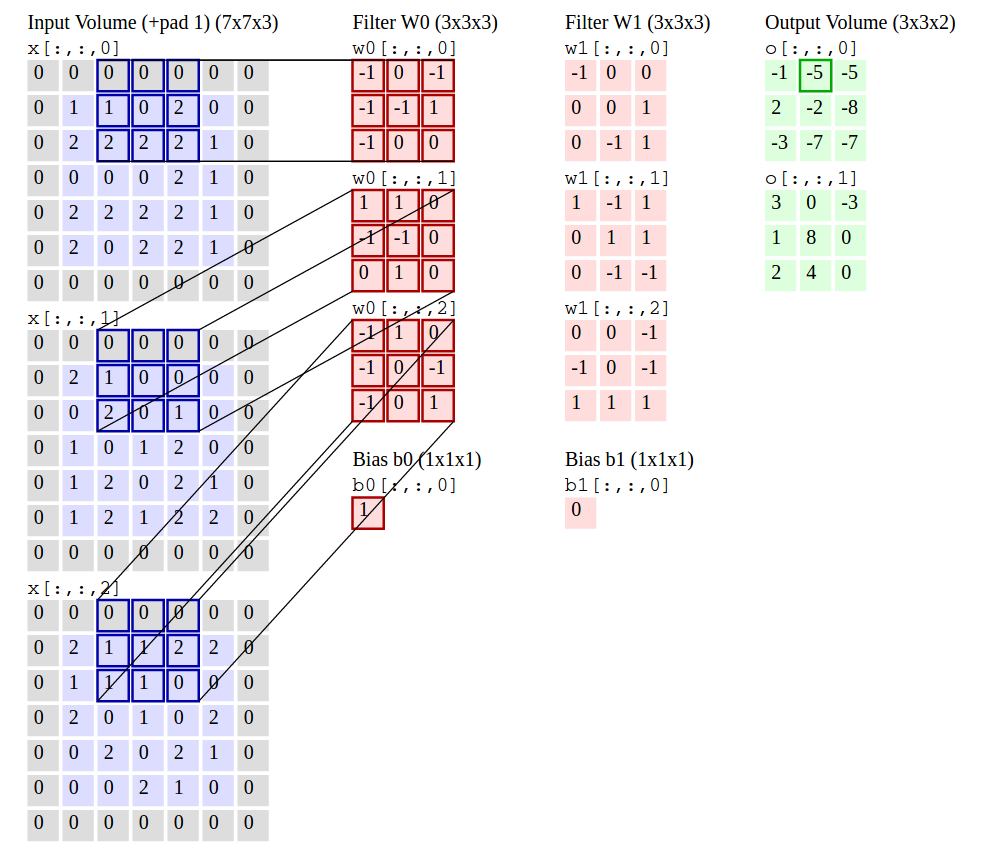 Input Volume (+pad 1) (7x7x3)
x[:,:,0]
0 0 0 0 0 0 0
0 1 1 0 2 0 0
0 2 2 2 2 1 0
0 0 0 0 2 1 0
0 2 2 2 2 1 0
0 2 0 2 2 1 0
0 0 0 0 0 0 0
x[:,:,1]
0 0 0 0 0 0 0
0 2 1 0 0 0 0
0 0 2 0 1 0 0
0 1 0 1 2 0 0
0 1 2 0 2 1 0
0 1 2 1 2 2 0
0 0 0 0 0 0 0
x[:,:,2]
0 0 0 0 0 0 0
0 2 1 1 2 2 0
0 1 1 1 0 0 0
0 2 0 1 0 2 0
0 0 2 0 2 1 0
0 0 0 2 1 0 0
0 0 0 0 0 0 0
Filter W0 (3x3x3)
w0[:,:,0]
-1 0 -1
-1 -1 1
-1 0 0
w0[:,:,1]
1 1 0
-1 -1 0
0 1 0
w0[:,:,2]
-1 1 0
-1 0 -1
-1 0 1
Bias b0 (1x1x1)
b0[:,:,0]
1
Filter W1 (3x3x3)
w1[:,:,0]
-1 0 0
0 0 1
0 -1 1
w1[:,:,1]
1 -1 1
0 1 1
0 -1 -1
w1[:,:,2]
0 0 -1
-1 0 -1
1 1 1
Bias b1 (1x1x1)
b1[:,:,0]
0
Output Volume (3x3x2)
o[:,:,0]
-1 -5 -5
2 -2 -8
-3 -7 -7
o[:,:,1]
3 0 -3
1 8 0
2 4 0